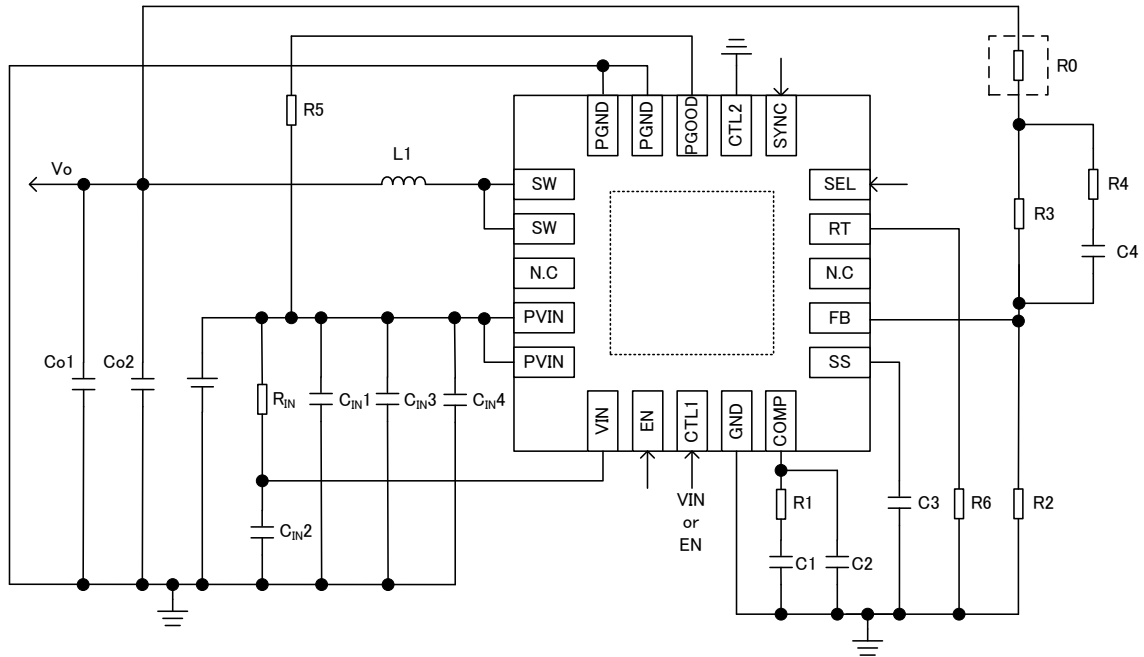 R0
R5
PGND
PGND
PGOOD
CTL2
SYNC
Vo
L1
SW
SEL
R4
SW
RT
R3
N.C
N.C
C4
PVIN
FB
PVIN
SS
Co1
Co2
RIN
CIN1
CIN3
CIN4
VIN
EN
CTL1
GND
COMP
VIN
or
EN
R1
C3
R6
R2
CIN2
C1
C2